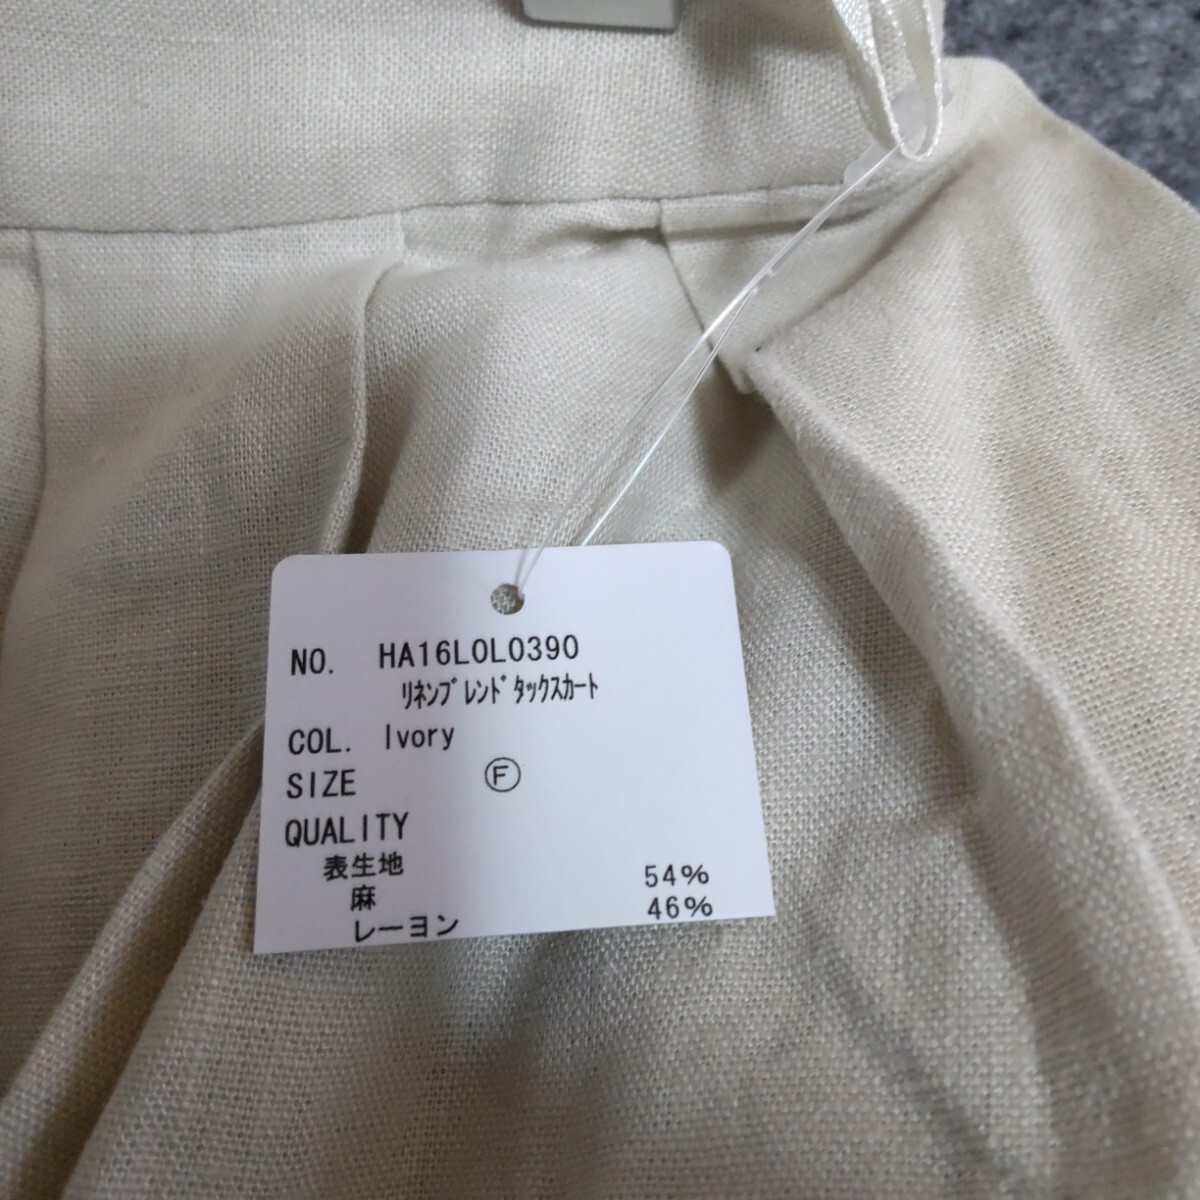 NO. HA16L0L0390
ﾘﾈﾝﾌﾞﾚﾝﾄﾞﾀｯｸｽｶｰﾄ
COL. Ivory
SIZE Ⓕ
QUALITY
表生地
麻 54%
レーヨン 46%